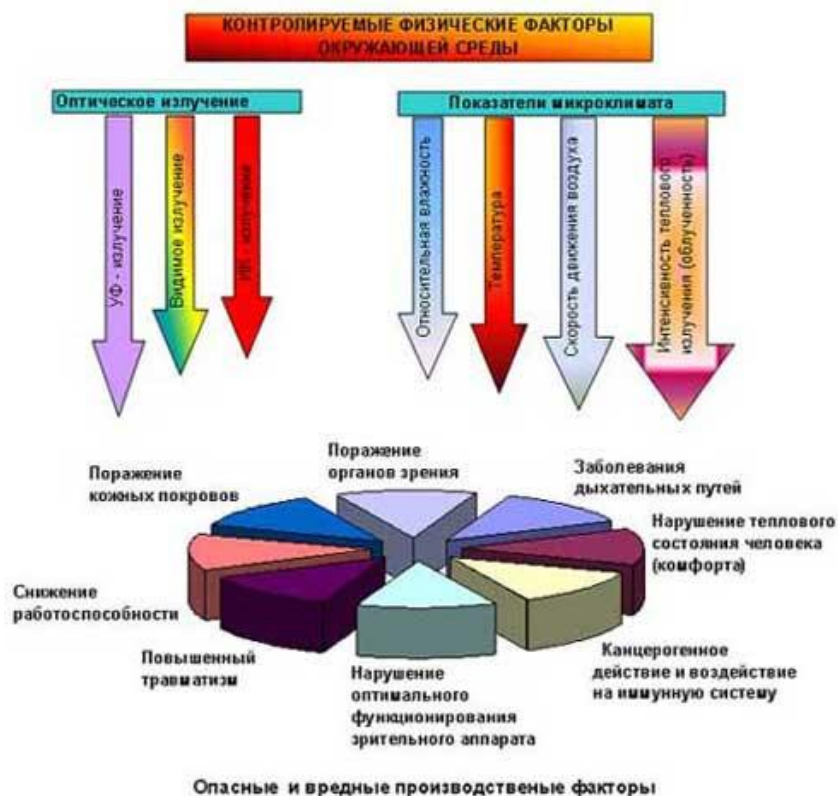 КОНТРОЛИРУЕМЫЕ ФИЗИЧЕСКИЕ ФАКТОРЫ
ОКРУЖАЮЩЕЙ СРЕДЫ
Оптическое излучение
Показатели микроклимата
УФ - излучение
Видимое излучение
ИК - излучение
Относительная влажность
Температура
Скорость движения воздуха
Интенсивность теплового
излучения (облученность)
Поражение
кожных покровов
Поражение
органов зрения
Заболевания
дыхательных путей
Нарушение теплового
состояния человека
(комфорта)
Снижение
работоспособности
Повышенный
травматизм
Нарушение
оптимального
функционирования
зрительного аппарата
Канцерогенное
действие и воздействие
на иммунную систему
Опасные и вредные производственые факторы